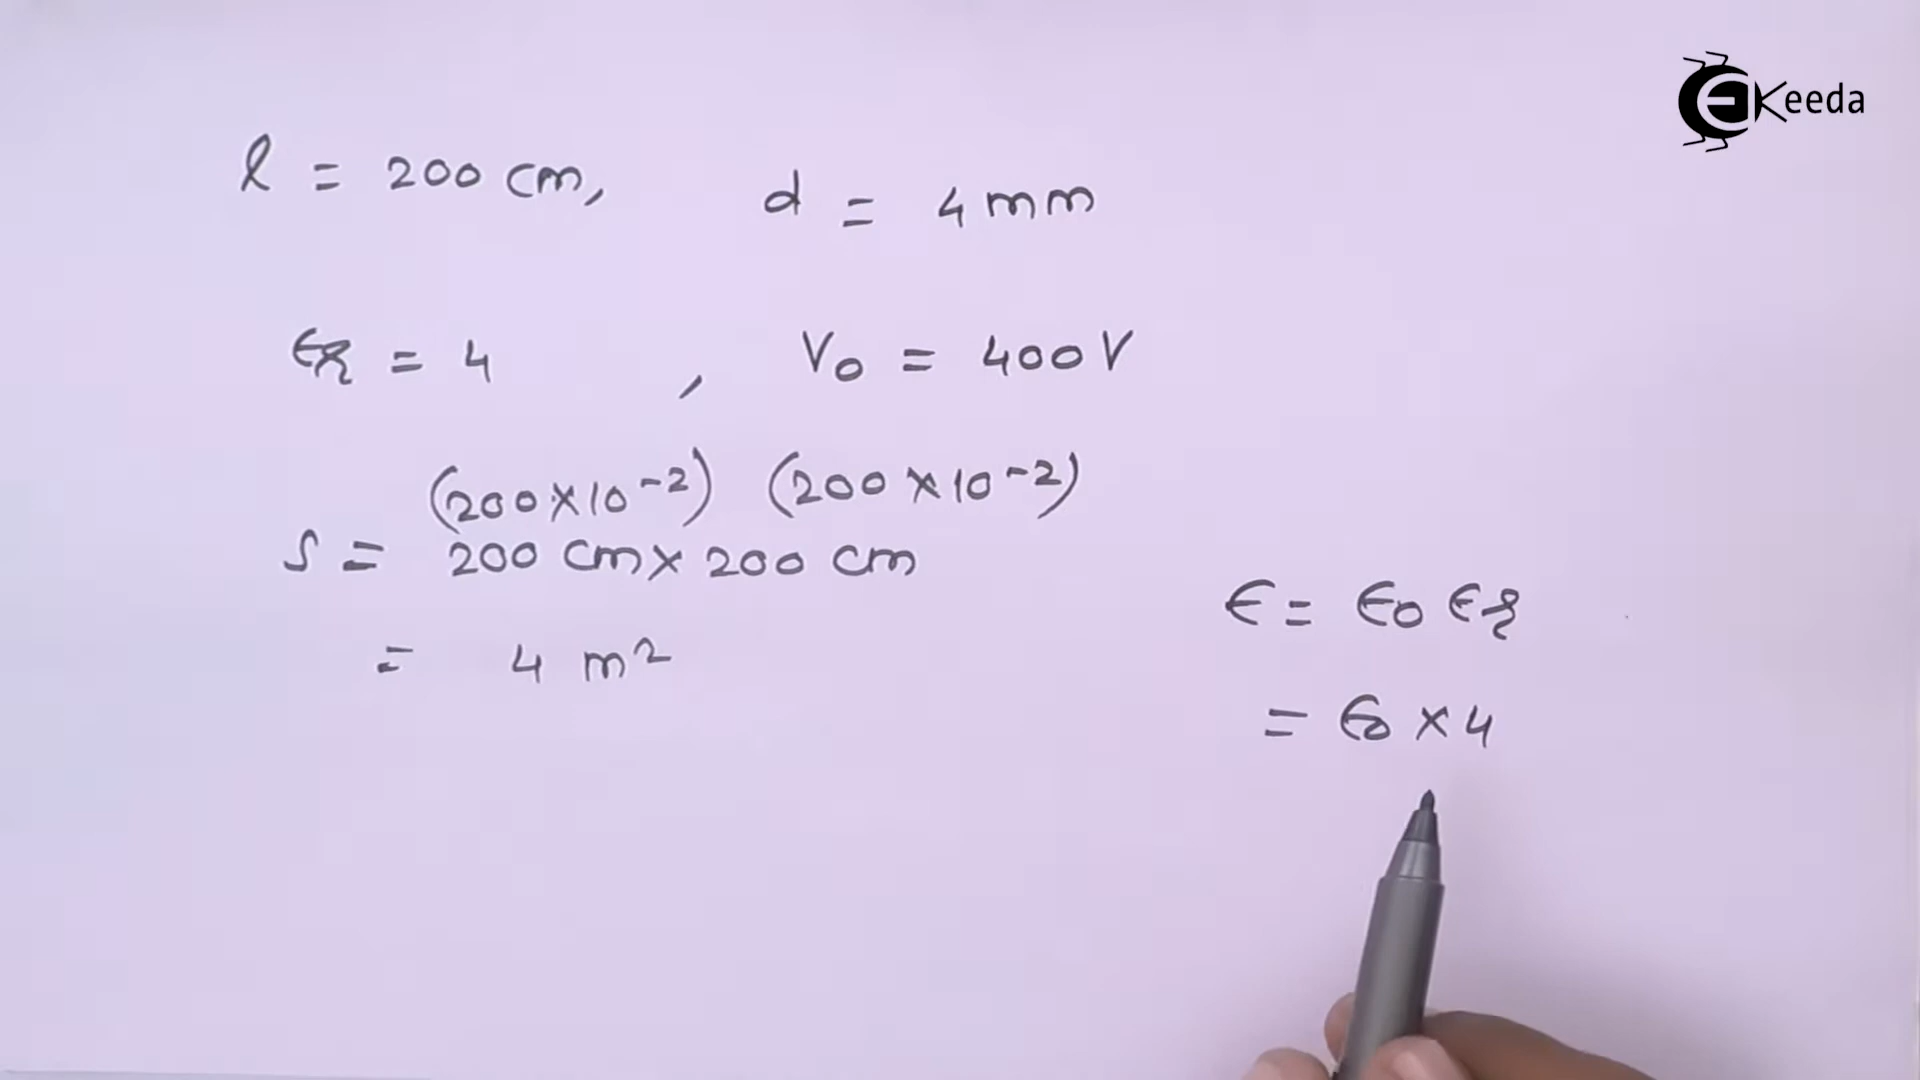 Keeda
l = 200 cm, d = 4 mm
εr = 4 , V₀ = 400 V
(200×10⁻²) (200×10⁻²)
S = 200 cm × 200 cm
= 4 m²
ε = ε₀ εr
= ε₀ × 4